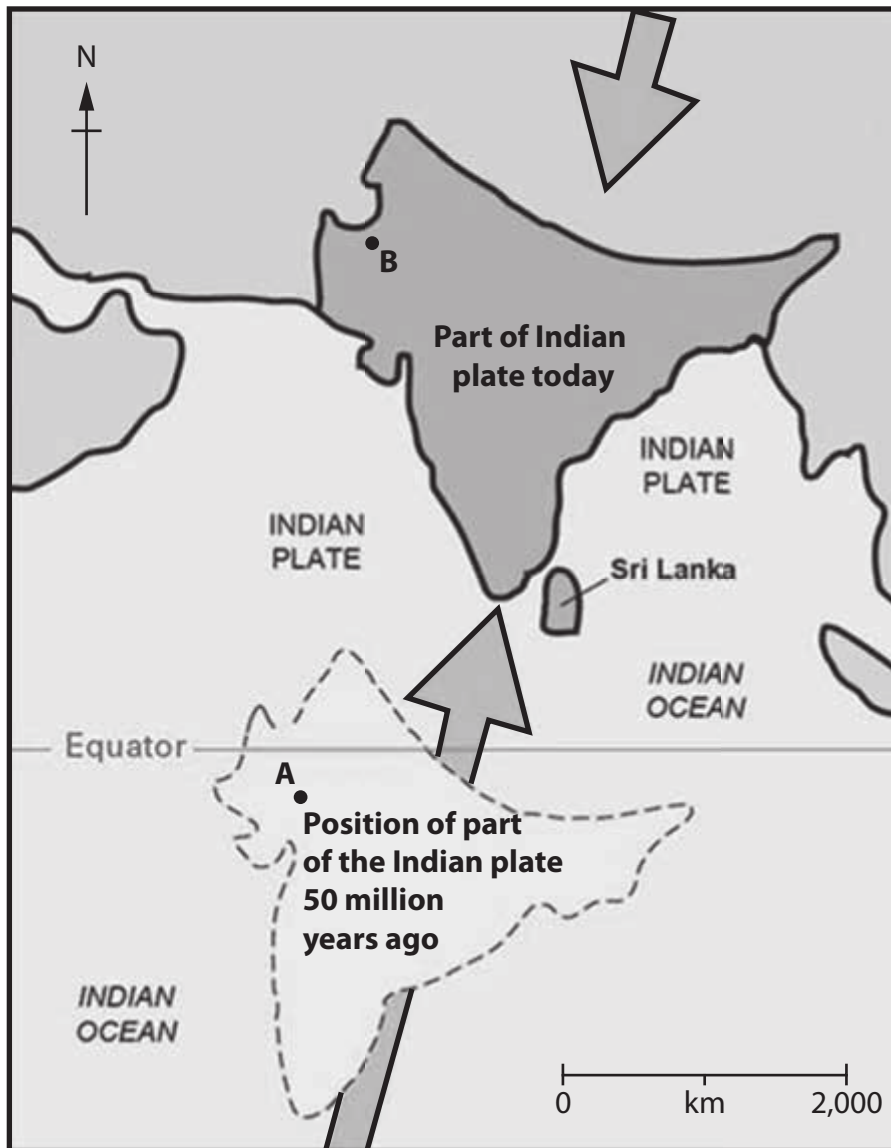 N
B
Part of Indian
plate today
INDIAN
PLATE
INDIAN
PLATE
Sri Lanka
INDIAN
OCEAN
Equator
A
Position of part
of the Indian plate
50 million
years ago
INDIAN
OCEAN
0 km 2,000